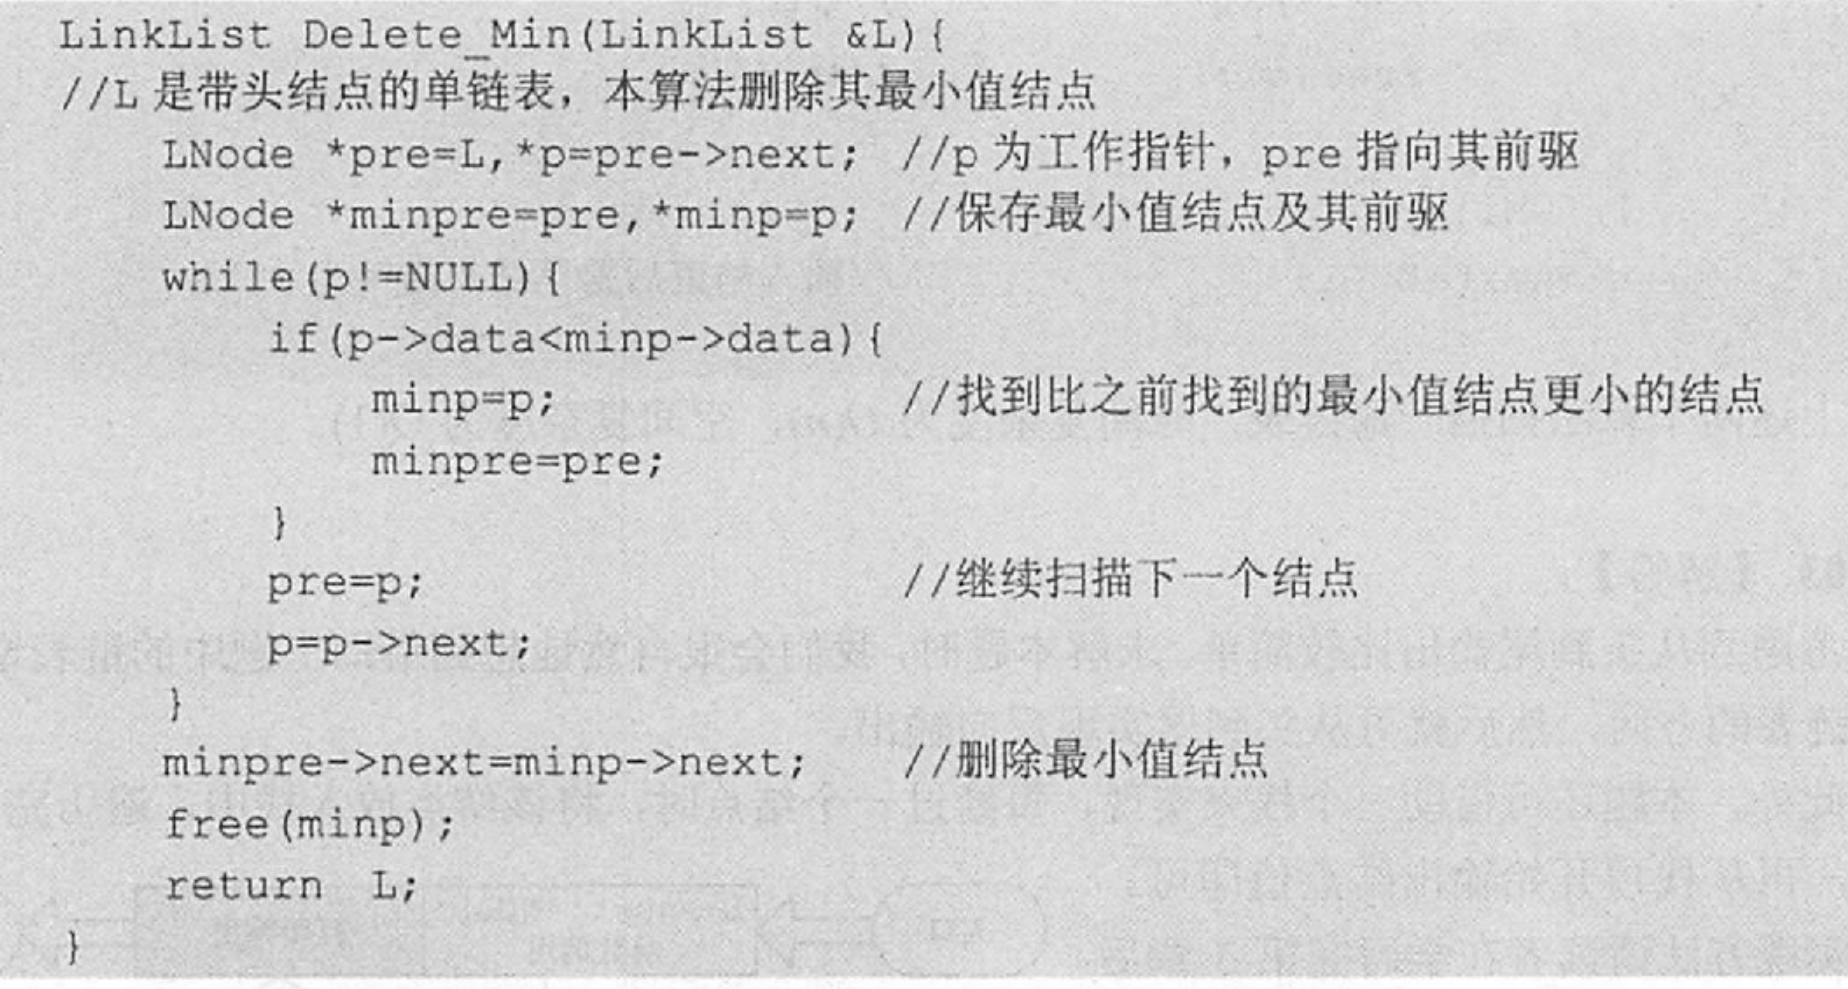 LinkList Delete_Min(LinkList &L){
//L 是带头结点的单链表，本算法删除其最小值结点
LNode *pre=L,*p=pre->next; //p 为工作指针，pre 指向其前驱
LNode *minpre=pre,*minp=p; //保存最小值结点及其前驱
while(p!=NULL){
if(p->data<minp->data){
minp=p; //找到比之前找到的最小值结点更小的结点
minpre=pre;
}
pre=p; //继续扫描下一个结点
p=p->next;
}
minpre->next=minp->next; //删除最小值结点
free(minp);
return L;
}